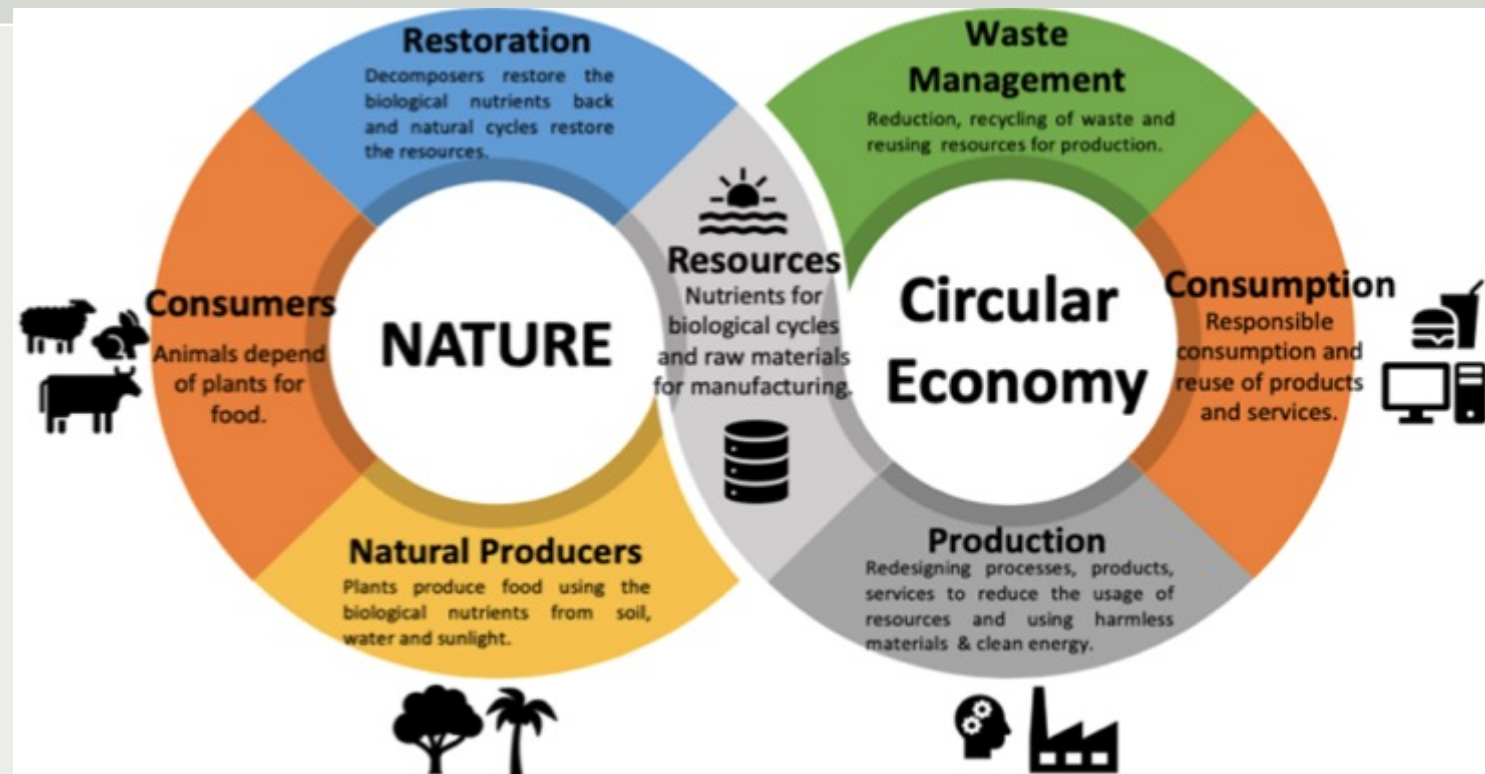 Restoration
Decomposers restore the
biological nutrients back
and natural cycles restore
the resources.
Waste
Management
Reduction, recycling of waste and
reusing resources for production.
Consumers
Animals depend
of plants for
food.
NATURE
Resources
Nutrients for
biological cycles
and raw materials
for manufacturing.
Circular
Economy
Consumption
Responsible
consumption and
reuse of products
and services.
Natural Producers
Plants produce food using the
biological nutrients from soil,
water and sunlight.
Production
Redesigning processes, products,
services to reduce the usage of
resources and using harmless
materials & clean energy.